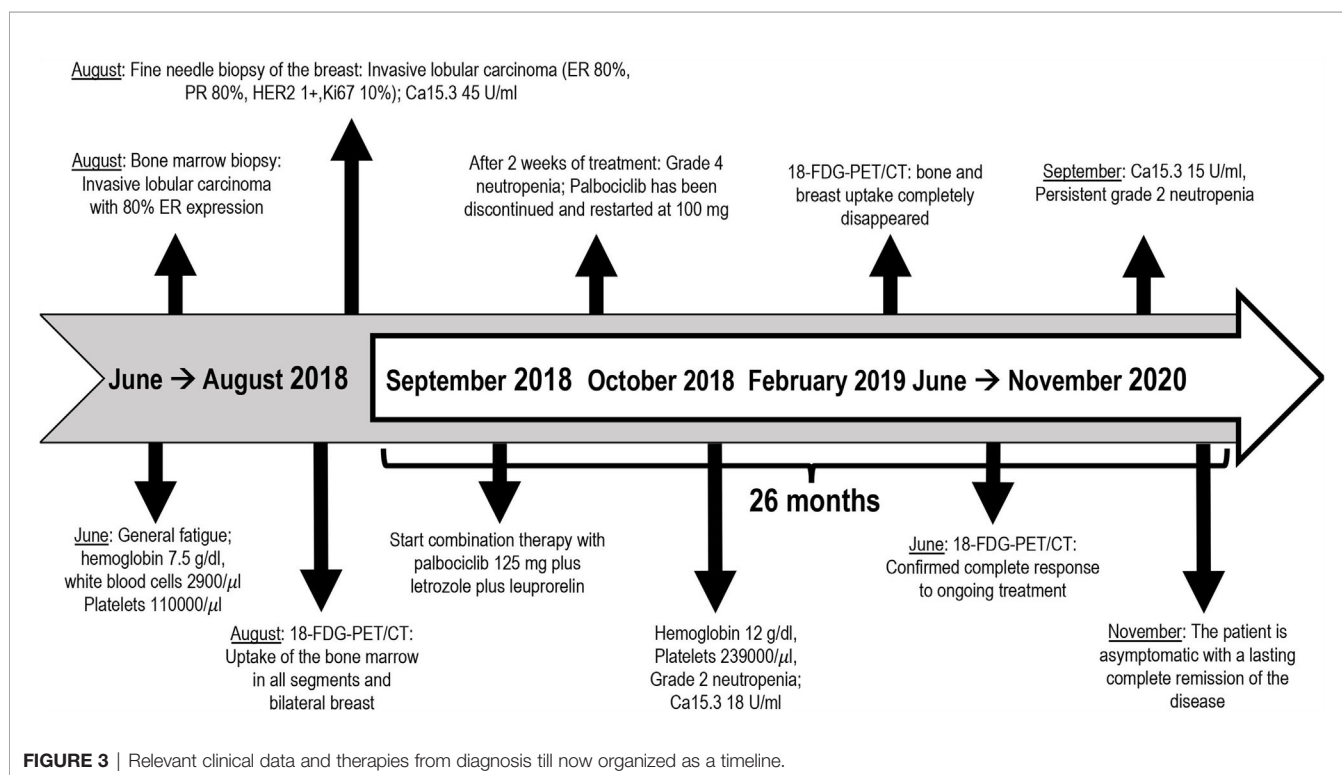 August: Fine needle biopsy of the breast: Invasive lobular carcinoma (ER 80%,
PR 80%, HER2 1+,Ki67 10%); Ca15.3 45 U/ml
August: Bone marrow biopsy:
Invasive lobular carcinoma
with 80% ER expression
After 2 weeks of treatment: Grade 4
neutropenia; Palbociclib has been
discontinued and restarted at 100 mg
18-FDG-PET/CT: bone and
breast uptake completely
disappeared
September: Ca15.3 15 U/ml,
Persistent grade 2 neutropenia
June → August 2018
September 2018 October 2018 February 2019 June → November 2020
26 months
June: General fatigue;
hemoglobin 7.5 g/dl,
white blood cells 2900/μl
Platelets 110000/μl
August: 18-FDG-PET/CT:
Uptake of the bone marrow
in all segments and
bilateral breast
Start combination therapy with
palbociclib 125 mg plus
letrozole plus leuprorelin
Hemoglobin 12 g/dl,
Platelets 239000/μl,
Grade 2 neutropenia;
Ca15.3 18 U/ml
June: 18-FDG-PET/CT:
Confirmed complete response
to ongoing treatment
November: The patient is
asymptomatic with a lasting
complete remission of the
disease
FIGURE 3 | Relevant clinical data and therapies from diagnosis till now organized as a timeline.